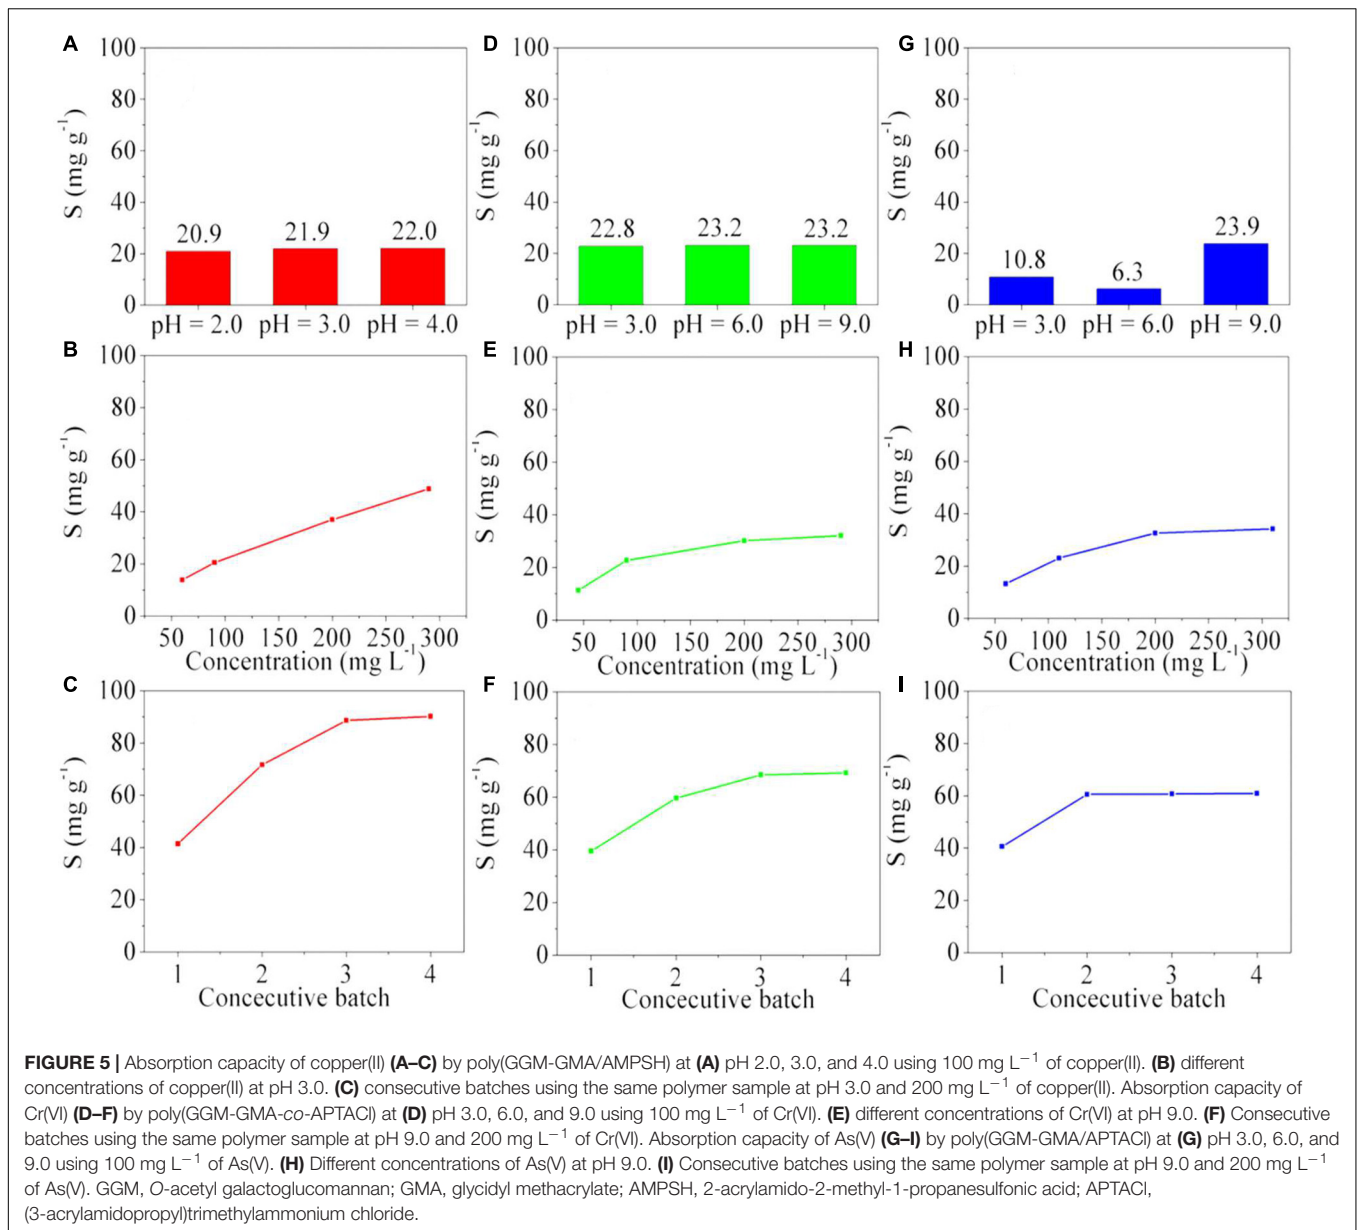 A
100
80
60
40
20
0
S (mg g⁻¹)
20.9
21.9
22.0
pH = 2.0 pH = 3.0 pH = 4.0
D
100
80
60
40
20
0
S (mg g⁻¹)
22.8
23.2
23.2
pH = 3.0 pH = 6.0 pH = 9.0
G
100
80
60
40
20
0
S (mg g⁻¹)
10.8
6.3
23.9
pH = 3.0 pH = 6.0 pH = 9.0
B
100
80
60
40
20
0
S (mg g⁻¹)
50 100 150 200 250 300
Concentration (mg L⁻¹)
E
100
80
60
40
20
0
S (mg g⁻¹)
50 100 150 200 250 300
Concentration (mg L⁻¹)
H
100
80
60
40
20
0
S (mg g⁻¹)
50 100 150 200 250 300
Concentration (mg L⁻¹)
C
100
80
60
40
20
0
S (mg g⁻¹)
1 2 3 4
Concecutive batch
F
100
80
60
40
20
0
S (mg g⁻¹)
1 2 3 4
Concecutive batch
I
100
80
60
40
20
0
S (mg g⁻¹)
1 2 3 4
Concecutive batch
FIGURE 5 | Absorption capacity of copper(II) (A–C) by poly(GGM-GMA/AMPSH) at (A) pH 2.0, 3.0, and 4.0 using 100 mg L⁻¹ of copper(II). (B) different
concentrations of copper(II) at pH 3.0. (C) consecutive batches using the same polymer sample at pH 3.0 and 200 mg L⁻¹ of copper(II). Absorption capacity of
Cr(VI) (D–F) by poly(GGM-GMA-co-APTACl) at (D) pH 3.0, 6.0, and 9.0 using 100 mg L⁻¹ of Cr(VI). (E) different concentrations of Cr(VI) at pH 9.0. (F) Consecutive
batches using the same polymer sample at pH 9.0 and 200 mg L⁻¹ of Cr(VI). Absorption capacity of As(V) (G–I) by poly(GGM-GMA/APTACl) at (G) pH 3.0, 6.0, and
9.0 using 100 mg L⁻¹ of As(V). (H) Different concentrations of As(V) at pH 9.0. (I) Consecutive batches using the same polymer sample at pH 9.0 and 200 mg L⁻¹
of As(V). GGM, O-acetyl galactoglucomannan; GMA, glycidyl methacrylate; AMPSH, 2-acrylamido-2-methyl-1-propanesulfonic acid; APTACl,
(3-acrylamidopropyl)trimethylammonium chloride.